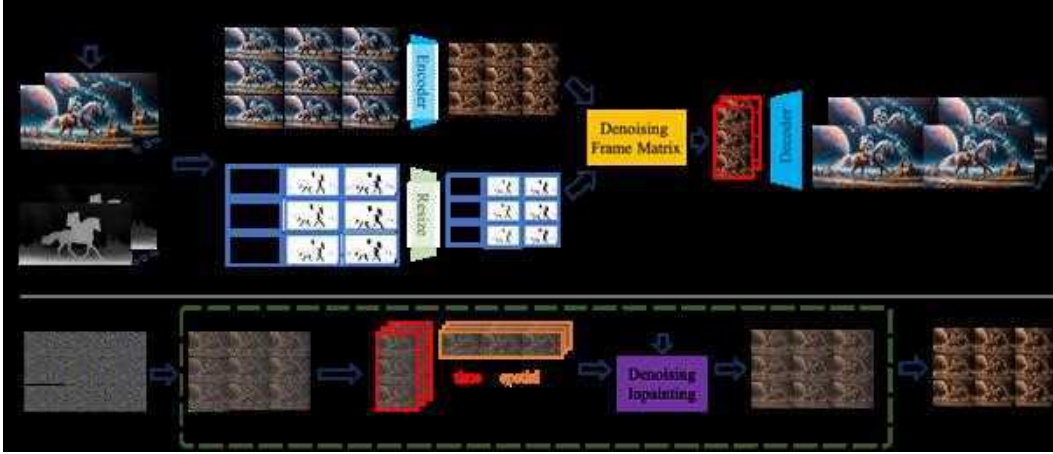 Encoder
Denoising
Frame Matrix
Decoder
Resize
time
spatial
Denoising
Inpainting